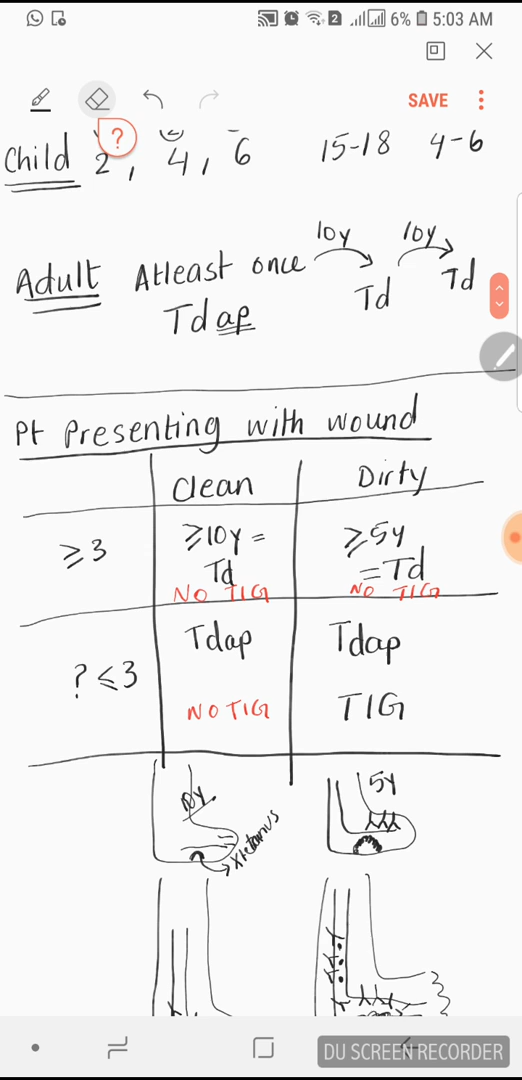 6% 5:03 AM
SAVE
?
Child 2, 4, 6 15-18 4-6
10y 10y
Adult Atleast once Td Td
Tdap
Pt Presenting with wound
Clean Dirty
≥3 ≥10y = ≥5y
Td =Td
NO TIG NO TIG
Tdap Tdap
? ≤3
NO TIG TIG
10y 5y
DU SCREEN RECORDER